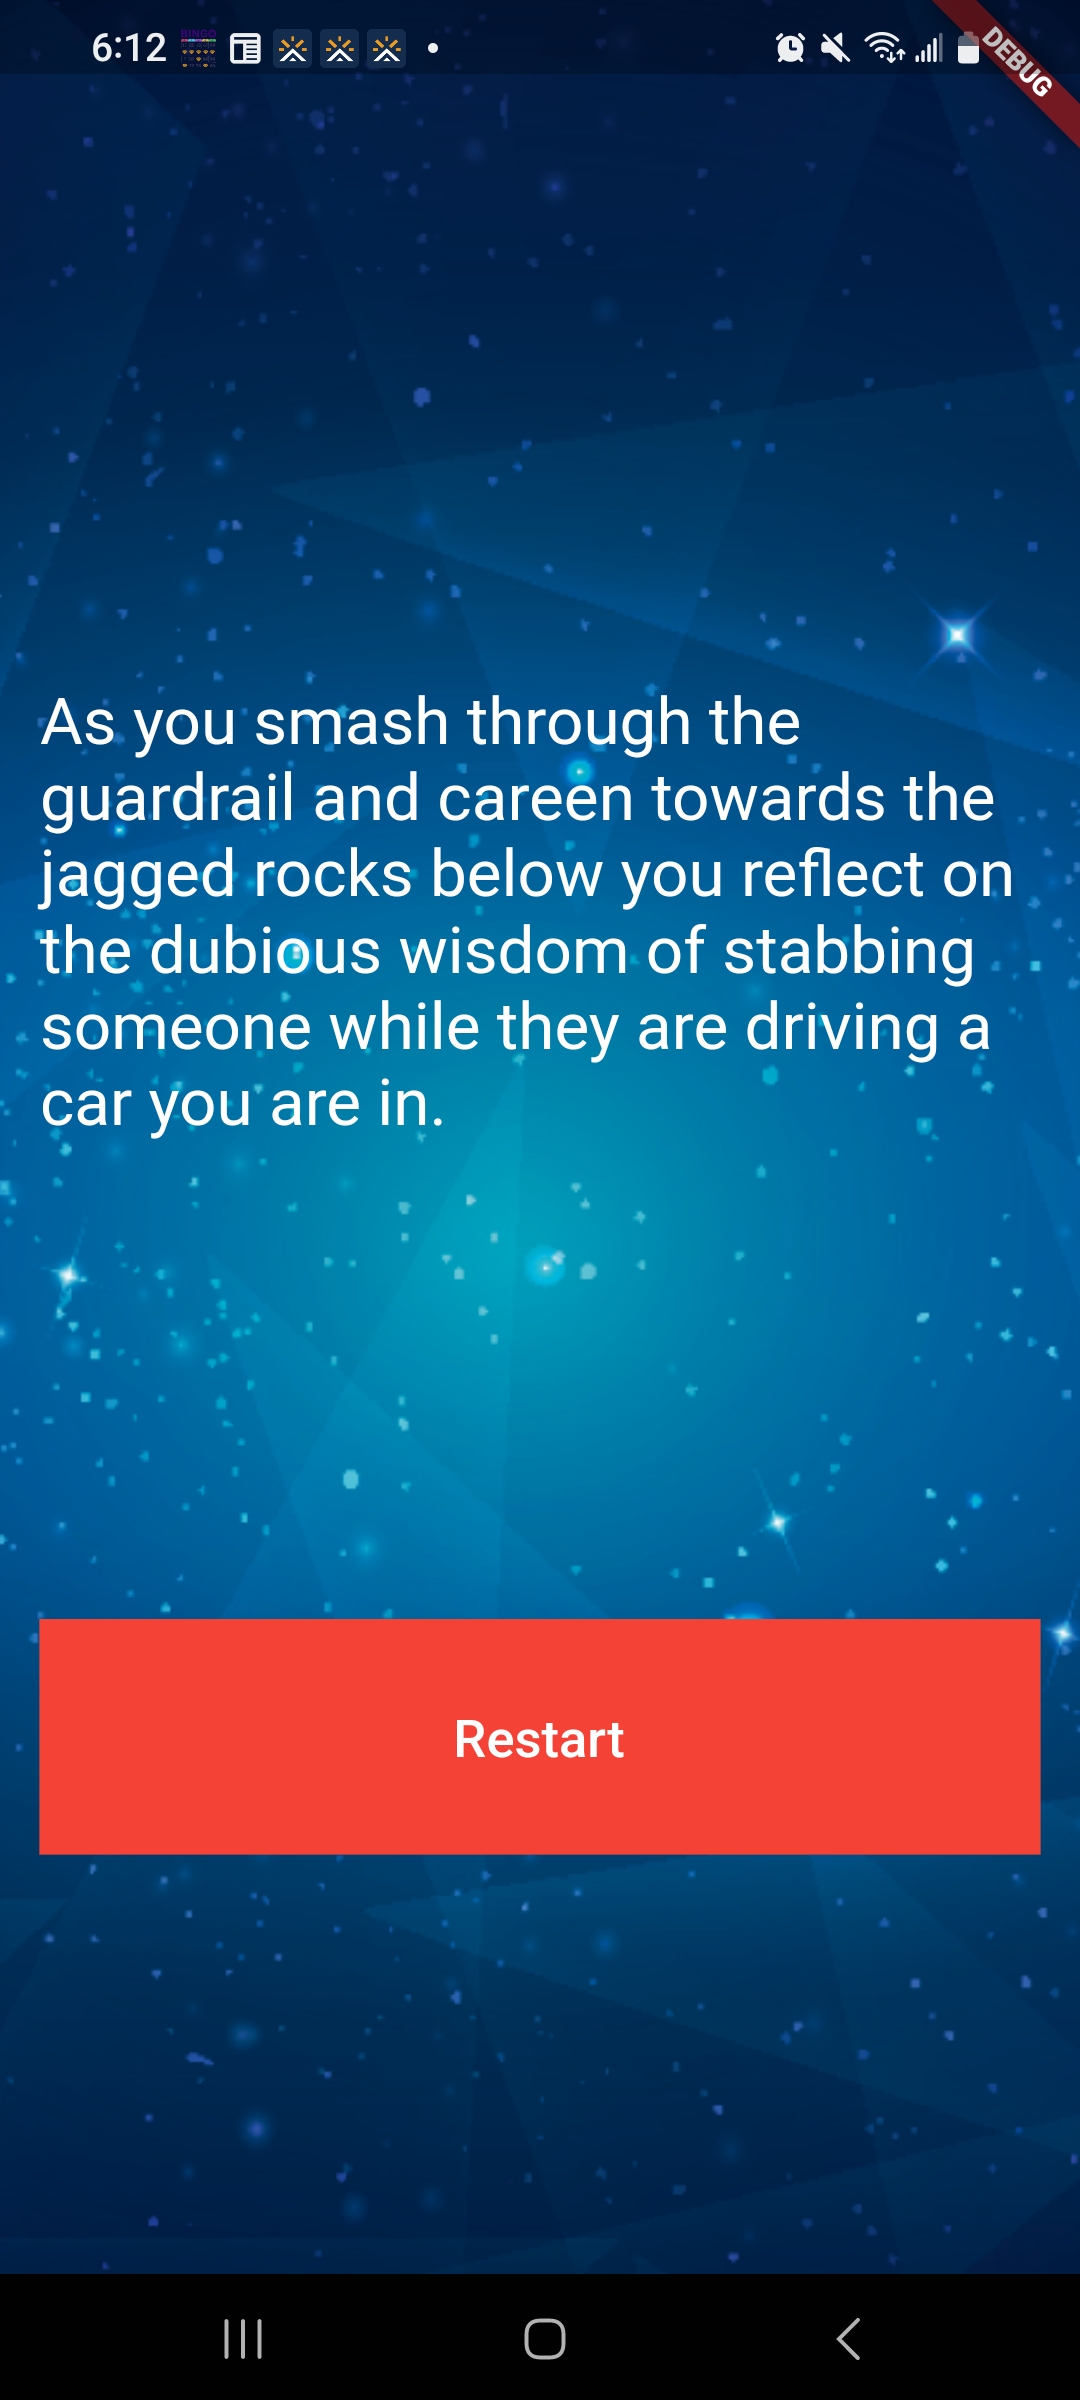 6:12
BINGO
DEBUG
As you smash through the
guardrail and careen towards the
jagged rocks below you reflect on
the dubious wisdom of stabbing
someone while they are driving a
car you are in.
Restart